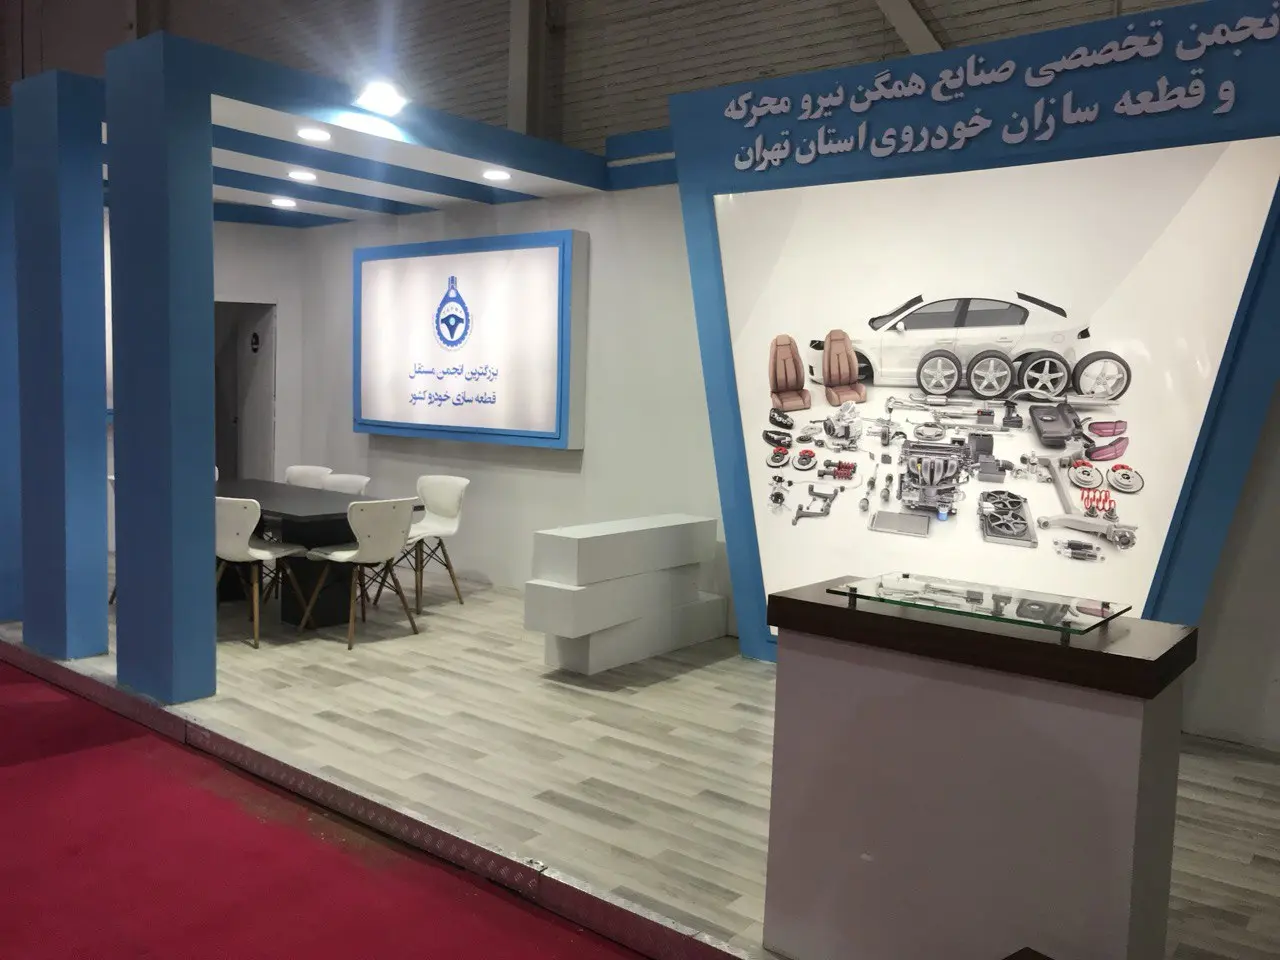 انجمن تخصصی صنایع همگن نیرو محرکه
و قطعه سازان خودروی استان تهران
بزرگترین انجمن مستقل
قطعه سازی خودرو کشور